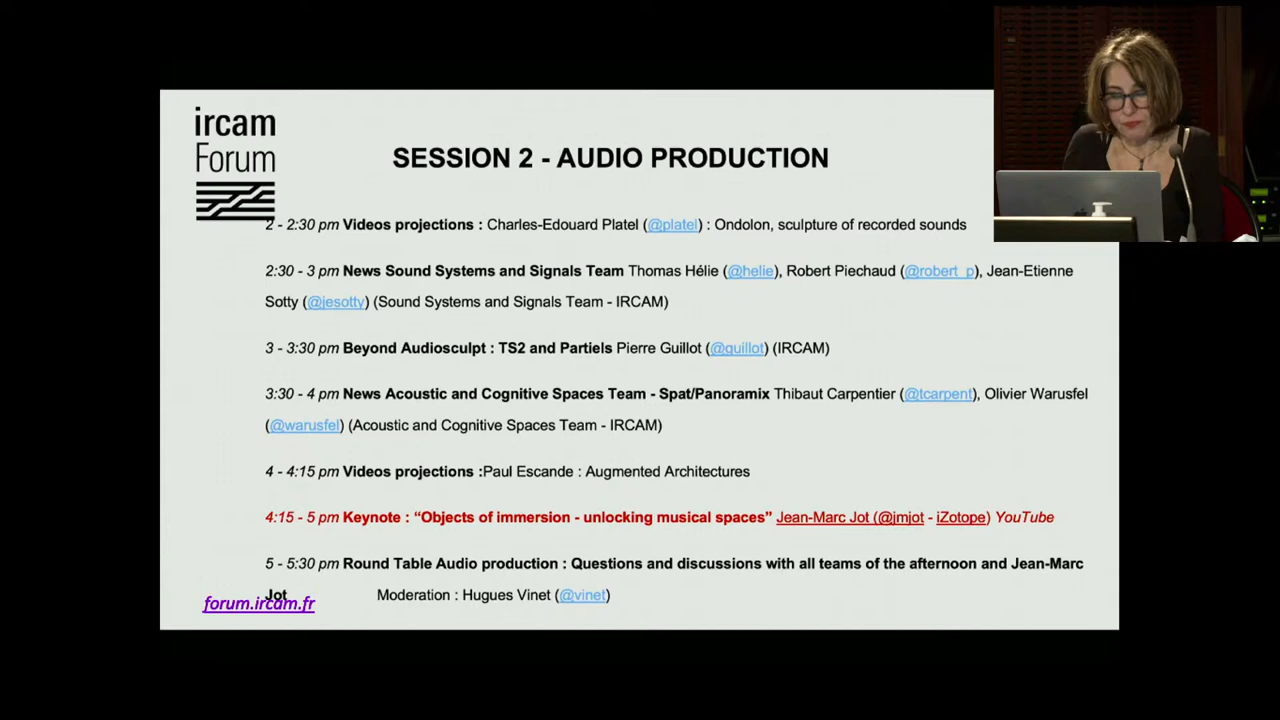 ircam
Forum
SESSION 2 - AUDIO PRODUCTION
2 - 2:30 pm Videos projections : Charles-Edouard Platel (@platel) : Ondolon, sculpture of recorded sounds
2:30 - 3 pm News Sound Systems and Signals Team Thomas Hélie (@helie), Robert Piechaud (@robert_p), Jean-Etienne
Sotty (@jesotty) (Sound Systems and Signals Team - IRCAM)
3 - 3:30 pm Beyond Audiosculpt : TS2 and Partiels Pierre Guillot (@guillot) (IRCAM)
3:30 - 4 pm News Acoustic and Cognitive Spaces Team - Spat/Panoramix Thibaut Carpentier (@tcarpent), Olivier Warusfel
(@warusfel) (Acoustic and Cognitive Spaces Team - IRCAM)
4 - 4:15 pm Videos projections :Paul Escande : Augmented Architectures
4:15 - 5 pm Keynote : “Objects of immersion - unlocking musical spaces” Jean-Marc Jot (@jmjot - iZotope) YouTube
5 - 5:30 pm Round Table Audio production : Questions and discussions with all teams of the afternoon and Jean-Marc
Jot Moderation : Hugues Vinet (@vinet)
forum.ircam.fr